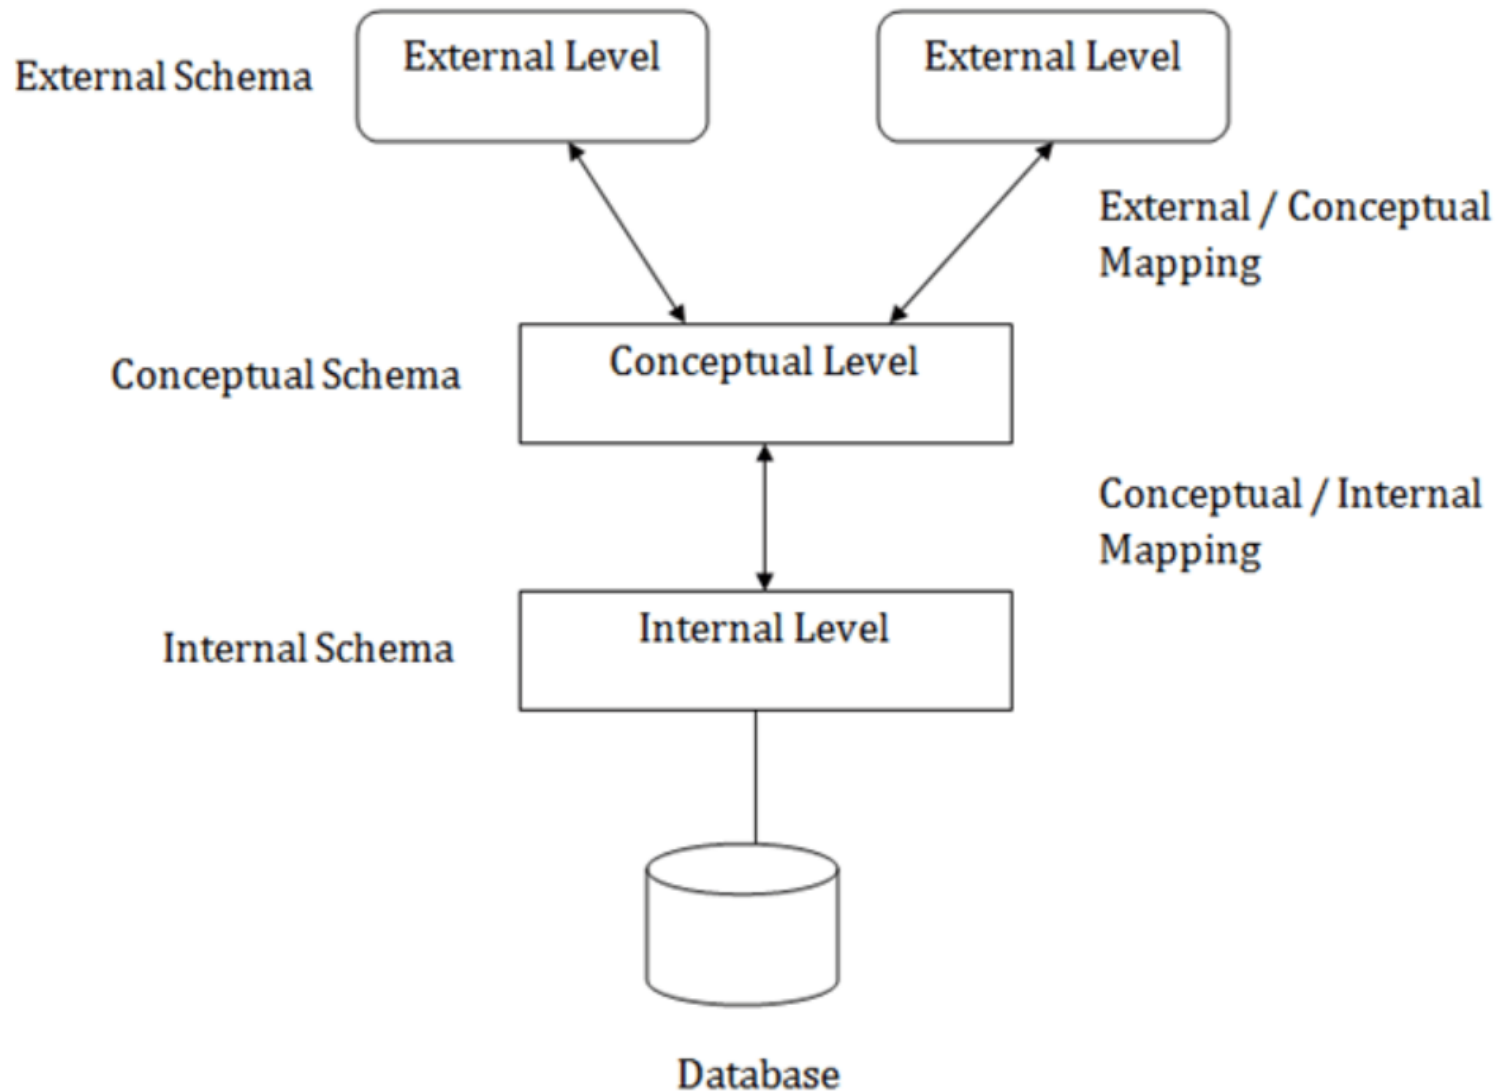 External Schema
External Level
External Level
External / Conceptual
Mapping
Conceptual Schema
Conceptual Level
Conceptual / Internal
Mapping
Internal Schema
Internal Level
Database